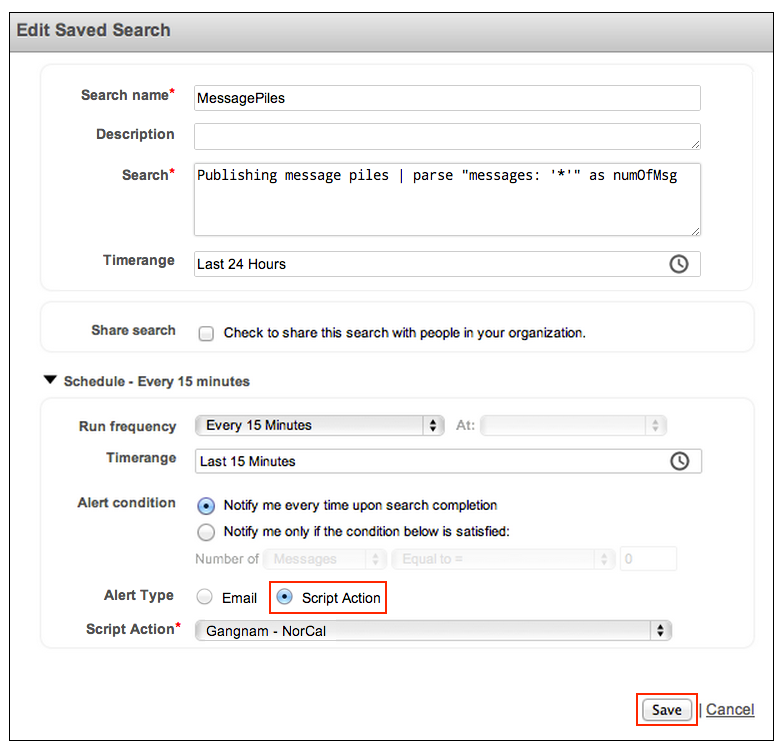 Edit Saved Search
Search name* MessagePiles
Description
Search* Publishing message piles | parse "messages: '*'" as numOfMsg
Timerange Last 24 Hours
Share search Check to share this search with people in your organization.
Schedule - Every 15 minutes
Run frequency Every 15 Minutes At:
Timerange Last 15 Minutes
Alert condition Notify me every time upon search completion
Notify me only if the condition below is satisfied:
Number of Messages Equal to = 0
Alert Type Email Script Action
Script Action* Gangnam - NorCal
Save | Cancel